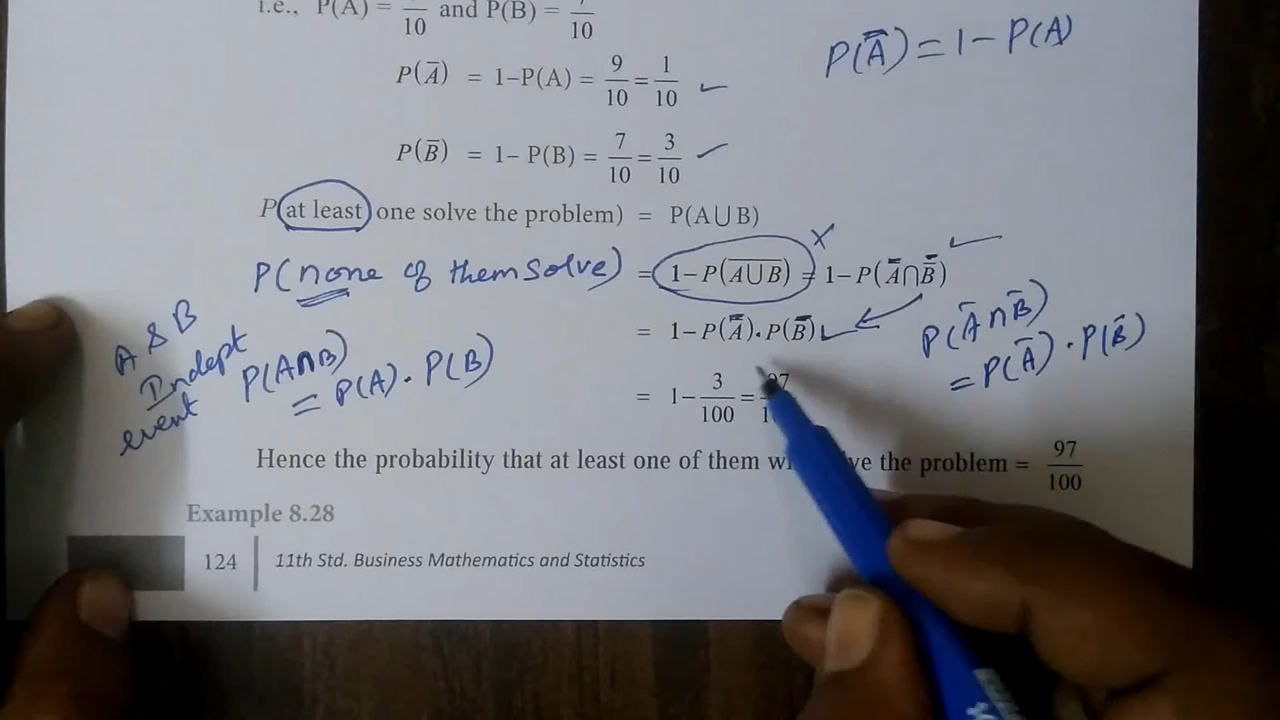 i.e., P(A) = /10 and P(B) = /10
P(A̅) = 1–P(A) = 9/10 = 1/10 ✓
P(A̅) = 1 – P(A)
P(B̅) = 1– P(B) = 7/10 = 3/10 ✓
P(at least one solve the problem) = P(A∪B)
P(none of them solve) = 1–P(A̅∪̅B̅) = 1–P(A̅∩B̅)
= 1–P(A̅).P(B̅)
A & B
Indept
event
P(A∩B)
= P(A) . P(B)
P(A̅∩B̅)
= P(A̅) . P(B̅)
= 1– 3/100 =
Hence the probability that at least one of them the problem = 97/100
Example 8.28
124 11th Std. Business Mathematics and Statistics